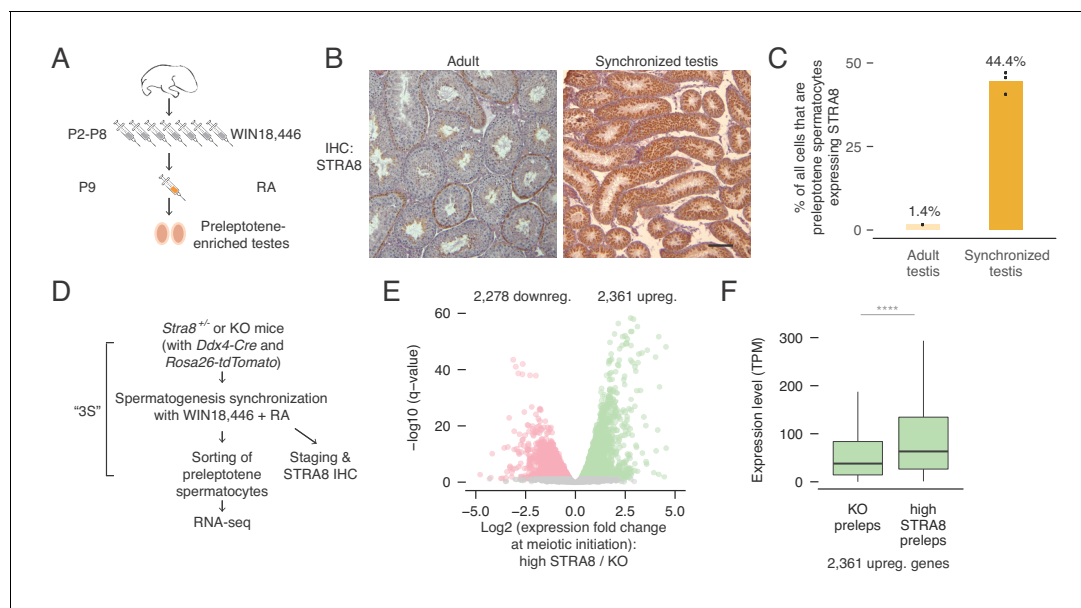 A
P2-P8
WIN18,446
P9
RA
Preleptotene-
enriched testes
B
Adult
Synchronized testis
IHC:
STRA8
C
% of all cells that are
preleptotene spermatocytes
expressing STRA8
50
25
0
1.4%
44.4%
Adult
testis
Synchronized
testis
D
"3S"
Stra8+/- or KO mice
(with Ddx4-Cre and
Rosa26-tdTomato)
Spermatogenesis synchronization
with WIN18,446 + RA
Sorting of
preleptotene
spermatocytes
Staging &
STRA8 IHC
RNA-seq
E
2,278 downreg.
2,361 upreg.
−log10 (q−value)
60
40
20
0
−5.0
−2.5
0.0
2.5
5.0
Log2 (expression fold change
at meiotic initiation):
high STRA8 / KO
F
****
Expression level (TPM)
300
200
100
0
KO
preleps
high
STRA8
preleps
2,361 upreg. genes